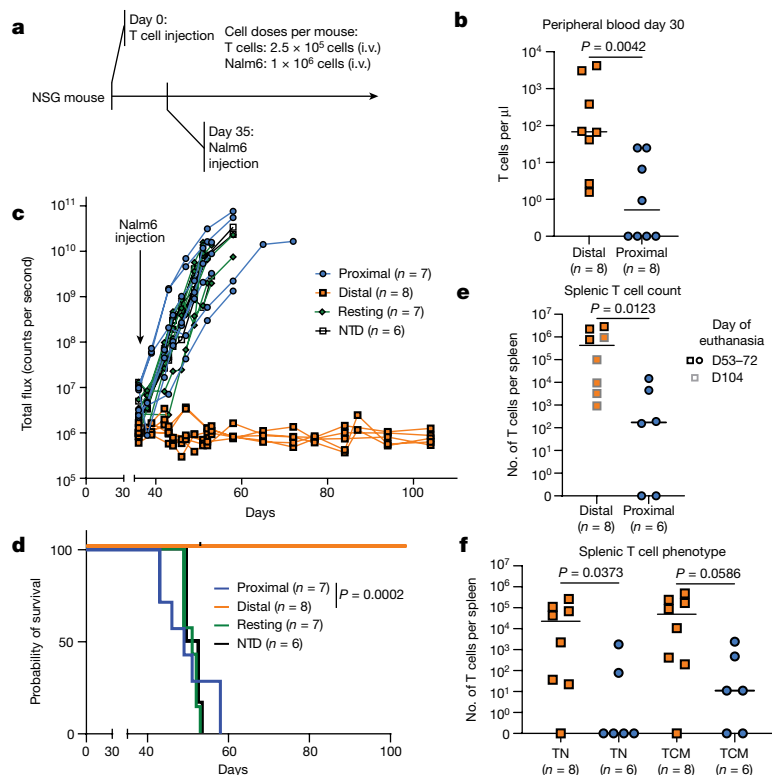 a
Day 0:
T cell injection
Cell doses per mouse:
T cells: 2.5 × 10⁵ cells (i.v.)
Nalm6: 1 × 10⁶ cells (i.v.)
NSG mouse
Day 35:
Nalm6
injection
b
Peripheral blood day 30
P = 0.0042
T cells per µl
10⁴
10³
10²
10¹
10⁰
0
Distal
(n = 8)
Proximal
(n = 8)
c
Nalm6
injection
Total flux (counts per second)
10¹¹
10¹⁰
10⁹
10⁸
10⁷
10⁶
10⁵
Proximal (n = 7)
Distal (n = 8)
Resting (n = 7)
NTD (n = 6)
0
30
40
60
80
100
Days
d
Probability of survival
100
50
0
Proximal (n = 7)
Distal (n = 8)
P = 0.0002
Resting (n = 7)
NTD (n = 6)
0
40
60
80
100
Days
e
Splenic T cell count
P = 0.0123
No. of T cells per spleen
10⁶
10⁵
10⁴
10³
10²
10¹
10⁰
0
Distal
(n = 8)
Proximal
(n = 6)
Day of
euthanasia
D53–72
D104
f
Splenic T cell phenotype
P = 0.0373
P = 0.0586
No. of T cells per spleen
10⁷
10⁶
10⁵
10⁴
10³
10²
10¹
10⁰
0
TN
(n = 8)
TN
(n = 6)
TCM
(n = 8)
TCM
(n = 6)